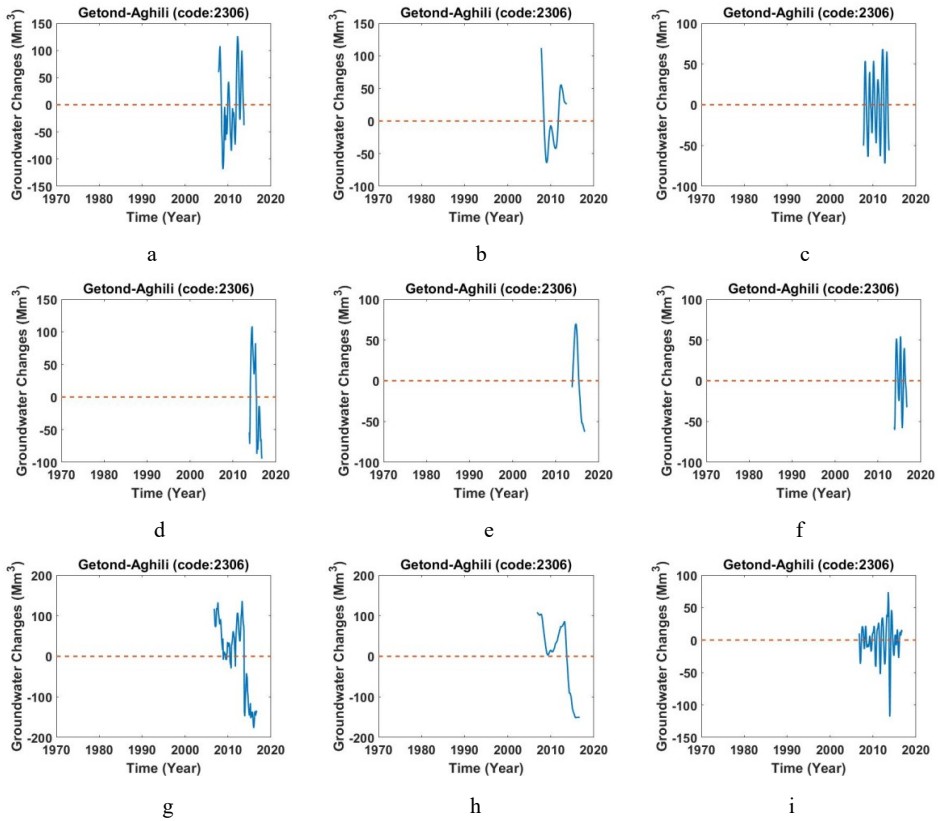 Getond-Aghili (code:2306) Getond-Aghili (code:2306) Getond-Aghili (code:2306)
Groundwater Changes (Mm³) Groundwater Changes (Mm³) Groundwater Changes (Mm³)
150 150 100
100 100
50 50 50
0 0 0
-50 -50 -50
-100
-150 -100 -100
1970 1980 1990 2000 2010 2020 1970 1980 1990 2000 2010 2020 1970 1980 1990 2000 2010 2020
Time (Year) Time (Year) Time (Year)
a b c
Getond-Aghili (code:2306) Getond-Aghili (code:2306) Getond-Aghili (code:2306)
Groundwater Changes (Mm³) Groundwater Changes (Mm³) Groundwater Changes (Mm³)
150 100 100
100
50 50 50
0 0 0
-50 -50 -50
-100 -100 -100
1970 1980 1990 2000 2010 2020 1970 1980 1990 2000 2010 2020 1970 1980 1990 2000 2010 2020
Time (Year) Time (Year) Time (Year)
d e f
Getond-Aghili (code:2306) Getond-Aghili (code:2306) Getond-Aghili (code:2306)
Groundwater Changes (Mm³) Groundwater Changes (Mm³) Groundwater Changes (Mm³)
200 200 100
100 100 50
0 0 0
-50
-100 -100 -100
-200 -200 -150
1970 1980 1990 2000 2010 2020 1970 1980 1990 2000 2010 2020 1970 1980 1990 2000 2010 2020
Time (Year) Time (Year) Time (Year)
g h i